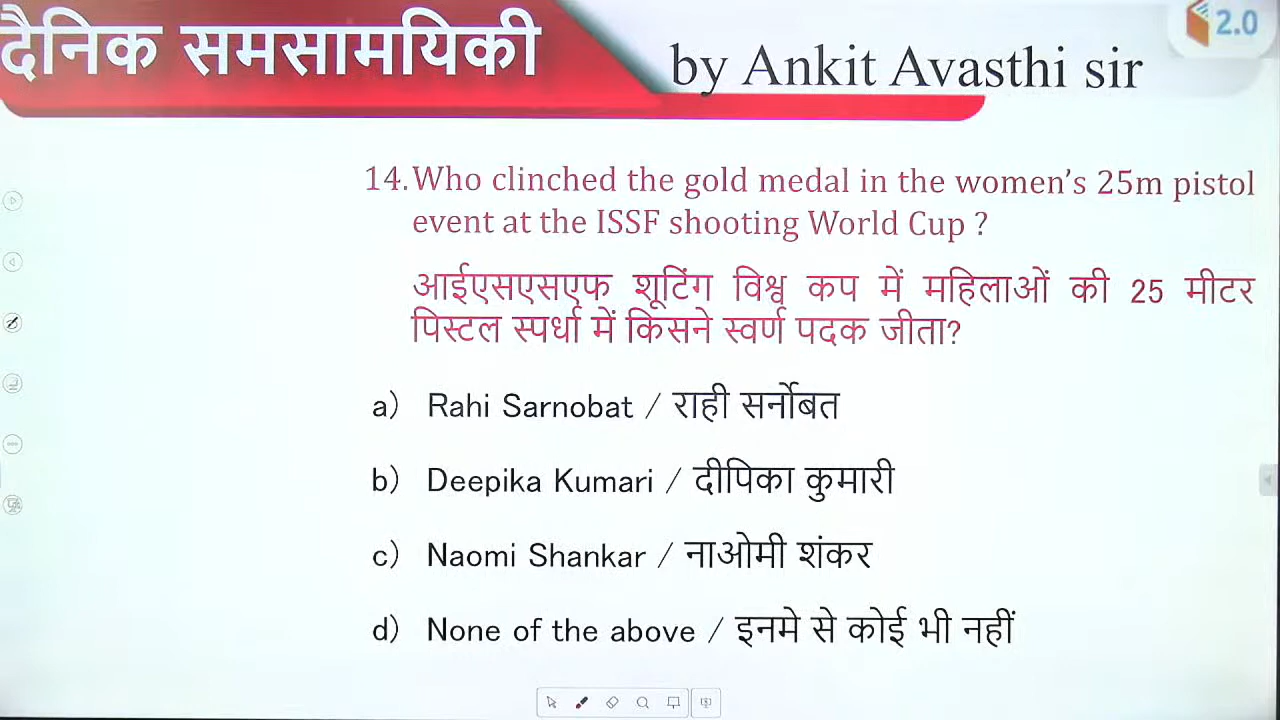 दैनिक समसामयिकी
by Ankit Avasthi sir
2.0
14. Who clinched the gold medal in the women's 25m pistol
event at the ISSF shooting World Cup ?
आईएसएसएफ शूटिंग विश्व कप में महिलाओं की 25 मीटर
पिस्टल स्पर्धा में किसने स्वर्ण पदक जीता?
a) Rahi Sarnobat / राही सर्नोबत
b) Deepika Kumari / दीपिका कुमारी
c) Naomi Shankar / नाओमी शंकर
d) None of the above / इनमे से कोई भी नहीं